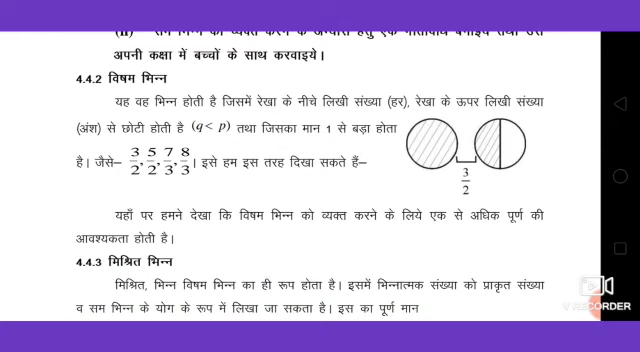 अपनी कक्षा में बच्चों के साथ करवाइये।
4.4.2 विषम भिन्न
यह वह भिन्न होती है जिसमें रेखा के नीचे लिखी संख्या (हर), रेखा के ऊपर लिखी संख्या
(अंश) से छोटी होती है (q< p) तथा जिसका मान 1 से बड़ा होता
है। जैसे– 3/2, 5/2, 7/3, 8/3। इसे हम इस तरह दिखा सकते हैं–
3/2
यहाँ पर हमने देखा कि विषम भिन्न को व्यक्त करने के लिये एक से अधिक पूर्ण की
आवश्यकता होती है।
4.4.3 मिश्रित भिन्न
मिश्रित, भिन्न विषम भिन्न का ही रूप होता है। इसमें भिन्नात्मक संख्या को प्राकृत संख्या
व सम भिन्न के योग के रूप में लिखा जा सकता है। इस का पूर्ण मान
V RECORDER